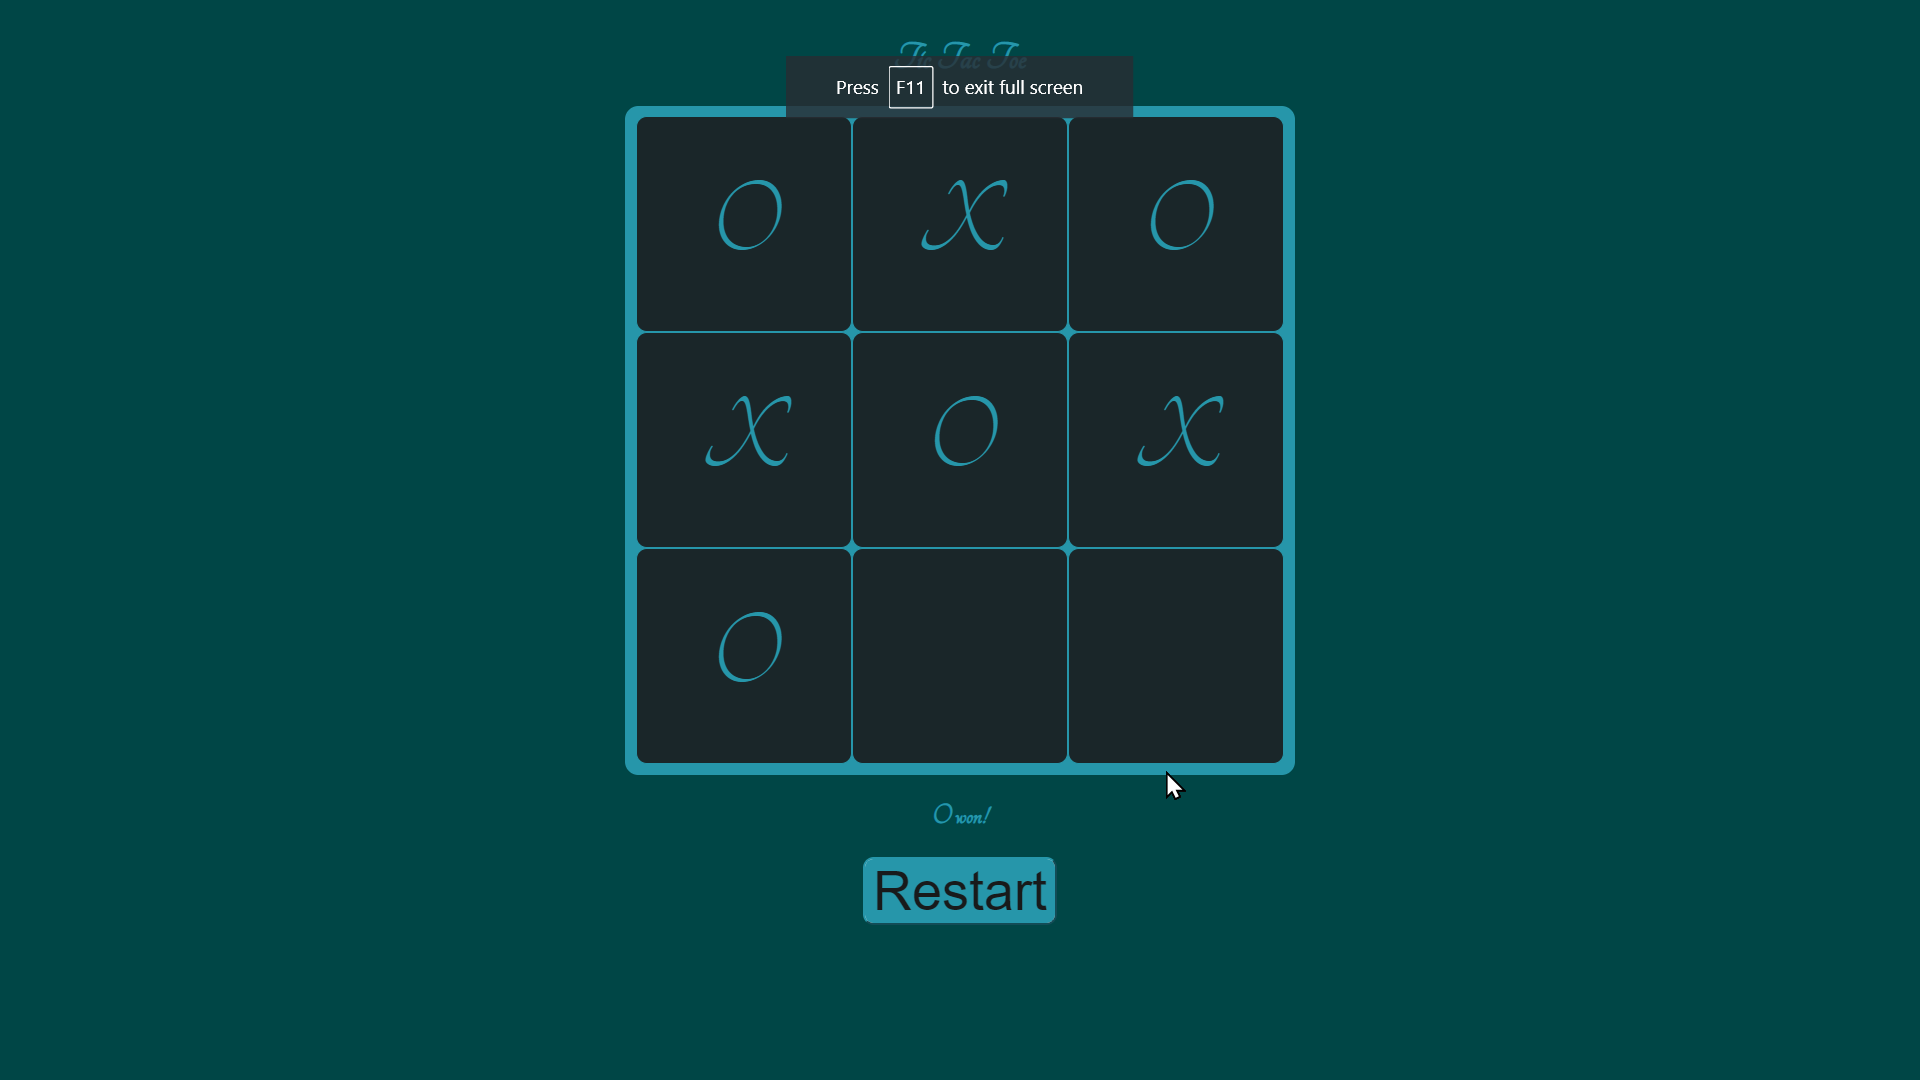 Tic Tac Toe
Press F11 to exit full screen
O X O
X O X
O
O won!
Restart